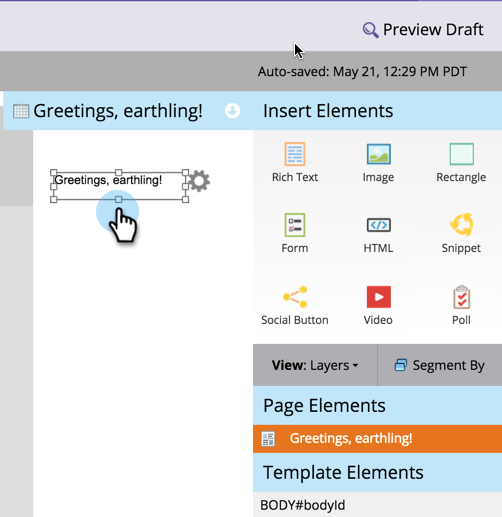 Preview Draft
Auto-saved: May 21, 12:29 PM PDT
Greetings, earthling!
Insert Elements
Greetings, earthling!
Rich Text
Image
Rectangle
Form
HTML
Snippet
Social Button
Video
Poll
View: Layers
Segment By
Page Elements
Greetings, earthling!
Template Elements
BODY#bodyId